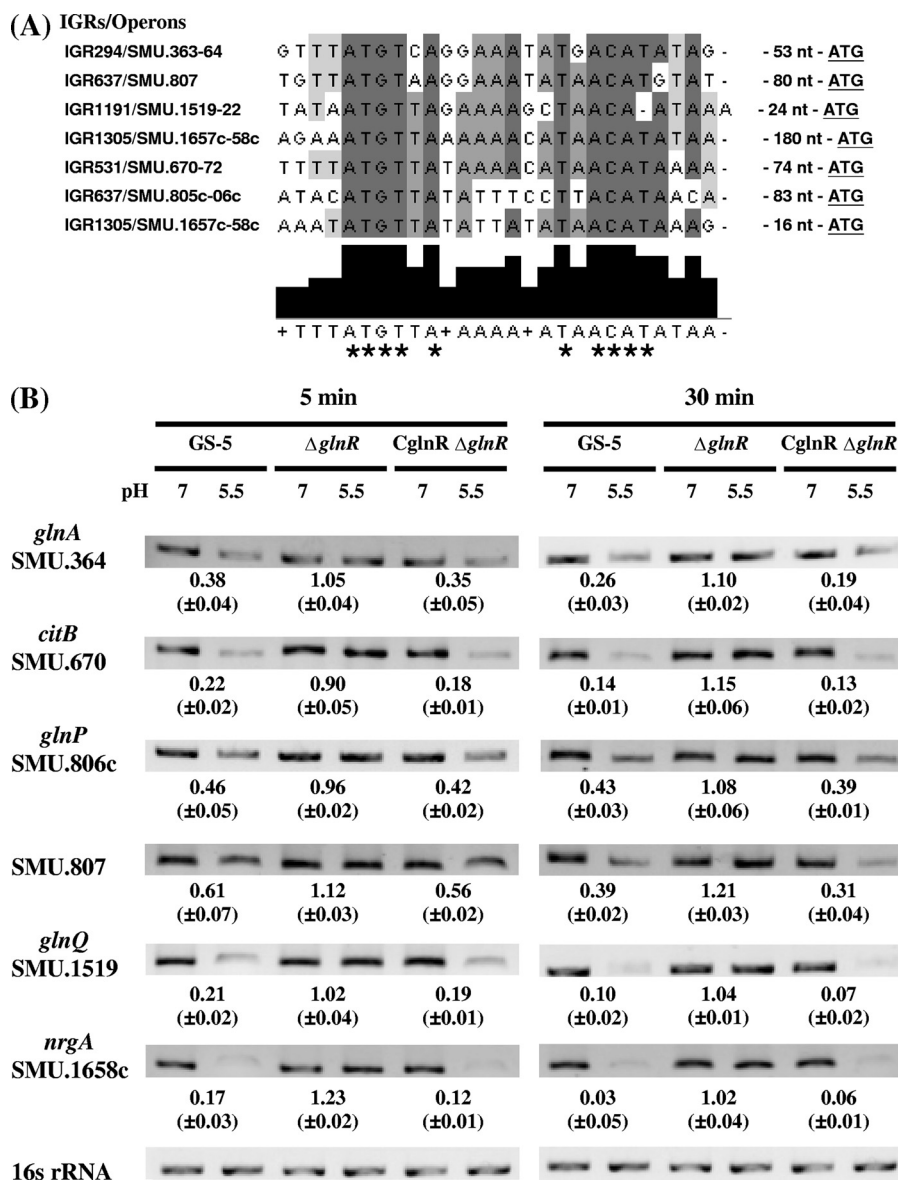 (A) IGRs/Operons
IGR294/SMU.363-64 G T T T A T G T C A G G A A A T A T G A C A T A T A G - - 53 nt - ATG
IGR637/SMU.807 T G T T A T G T A A G G A A A T A T A A C A T G T A T - - 80 nt - ATG
IGR1191/SMU.1519-22 T A T A A T G T T A G A A A A G C T A A C A - A T A A A - 24 nt - ATG
IGR1305/SMU.1657c-58c A G A A A T G T T A A A A A A C A T A A C A T A T A A - - 180 nt - ATG
IGR531/SMU.670-72 T T T T A T G T T A T A A A A C A T A A C A T A A A A - - 74 nt - ATG
IGR637/SMU.805c-06c A T A C A T G T T A T A T T T C C T T A C A T A A C A - - 83 nt - ATG
IGR1305/SMU.1657c-58c A A A T A T G T T A T A T T A T A T A A C A T A A G - - 16 nt - ATG
+ T T T A T G T T A + A A A A + A T A A C A T A T A A -
* * * * * * * * * *
(B) 5 min 30 min
GS-5 ΔglnR CglnR ΔglnR GS-5 ΔglnR CglnR ΔglnR
pH 7 5.5 7 5.5 7 5.5 7 5.5 7 5.5 7 5.5
glnA
SMU.364
0.38 1.05 0.35 0.26 1.10 0.19
(±0.04) (±0.04) (±0.05) (±0.03) (±0.02) (±0.04)
citB
SMU.670
0.22 0.90 0.18 0.14 1.15 0.13
(±0.02) (±0.05) (±0.01) (±0.01) (±0.06) (±0.02)
glnP
SMU.806c
0.46 0.96 0.42 0.43 1.08 0.39
(±0.05) (±0.02) (±0.02) (±0.03) (±0.06) (±0.01)
SMU.807
0.61 1.12 0.56 0.39 1.21 0.31
(±0.07) (±0.03) (±0.02) (±0.02) (±0.03) (±0.04)
glnQ
SMU.1519
0.21 1.02 0.19 0.10 1.04 0.07
(±0.02) (±0.04) (±0.01) (±0.02) (±0.01) (±0.02)
nrgA
SMU.1658c
0.17 1.23 0.12 0.03 1.02 0.06
(±0.03) (±0.02) (±0.01) (±0.05) (±0.04) (±0.01)
16s rRNA